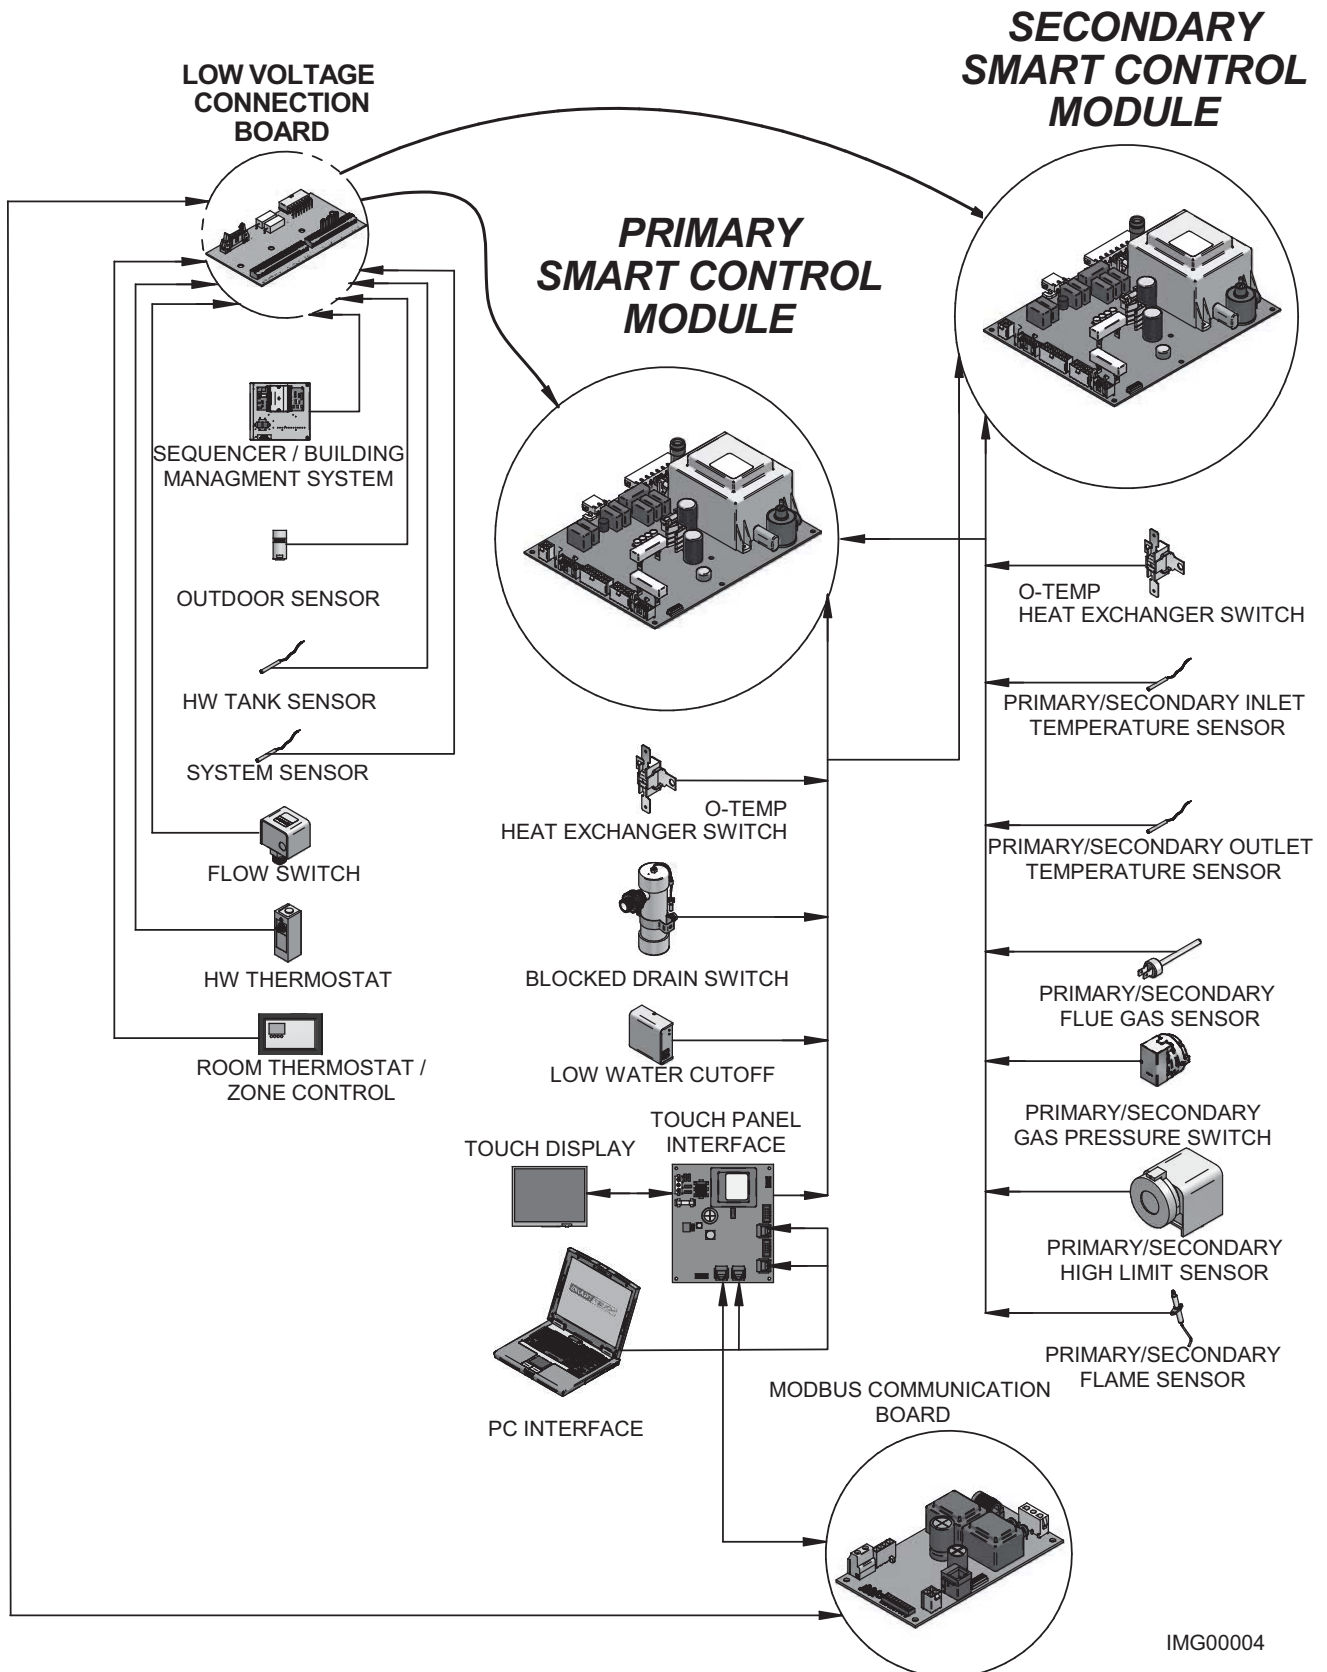 SECONDARY
SMART CONTROL
MODULE
LOW VOLTAGE
CONNECTION
BOARD
PRIMARY
SMART CONTROL
MODULE
SEQUENCER / BUILDING
MANAGMENT SYSTEM
OUTDOOR SENSOR
HW TANK SENSOR
SYSTEM SENSOR
FLOW SWITCH
HW THERMOSTAT
ROOM THERMOSTAT /
ZONE CONTROL
O-TEMP
HEAT EXCHANGER SWITCH
BLOCKED DRAIN SWITCH
LOW WATER CUTOFF
TOUCH PANEL
INTERFACE
TOUCH DISPLAY
PC INTERFACE
MODBUS COMMUNICATION
BOARD
O-TEMP
HEAT EXCHANGER SWITCH
PRIMARY/SECONDARY INLET
TEMPERATURE SENSOR
PRIMARY/SECONDARY OUTLET
TEMPERATURE SENSOR
PRIMARY/SECONDARY
FLUE GAS SENSOR
PRIMARY/SECONDARY
GAS PRESSURE SWITCH
PRIMARY/SECONDARY
HIGH LIMIT SENSOR
PRIMARY/SECONDARY
FLAME SENSOR
IMG00004